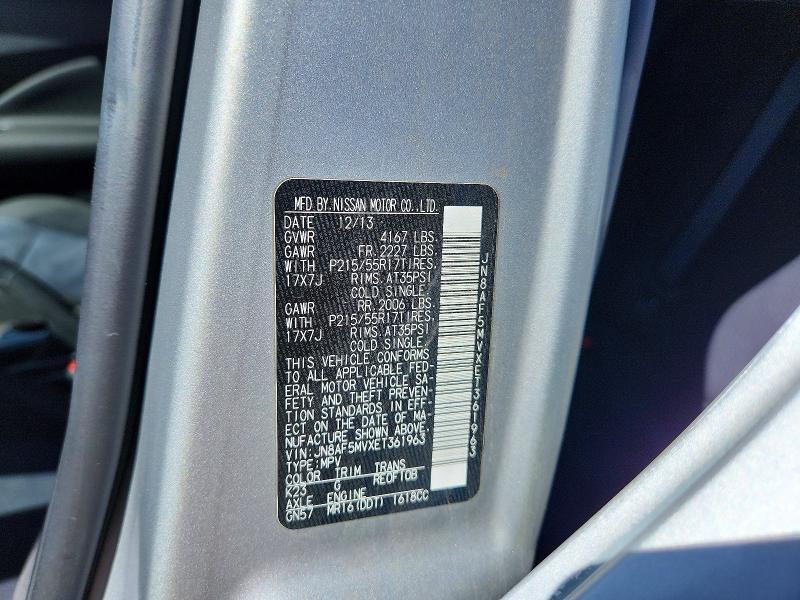 MFD BY.NISSAN MOTOR CO.,LTD.
DATE 12/13
GVWR 4167 LBS.
GAWR FR.2227 LBS.
WITH P215/55R17TIRES.
17X7J RIMS.AT35PSI
COLD SINGLE.
GAWR RR.2006 LBS.
WITH P215/55R17TIRES.
17X7J RIMS.AT35PSI
COLD SINGLE.
THIS VEHICLE CONFORMS
TO ALL APPLICABLE FED-
ERAL MOTOR VEHICLE SA-
FETY AND THEFT PREVEN-
TION STANDARDS IN EFF-
ECT ON THE DATE OF MA-
NUFACTURE SHOWN ABOVE.
VIN:JN8AF5MVXET361963
TYPE:MPV
COLOR TRIM TRANS
K23 G RE0F10B
AXLE ENGINE
GN57 MR16(DDT) 1618CC
JN8AF5MVXET361963